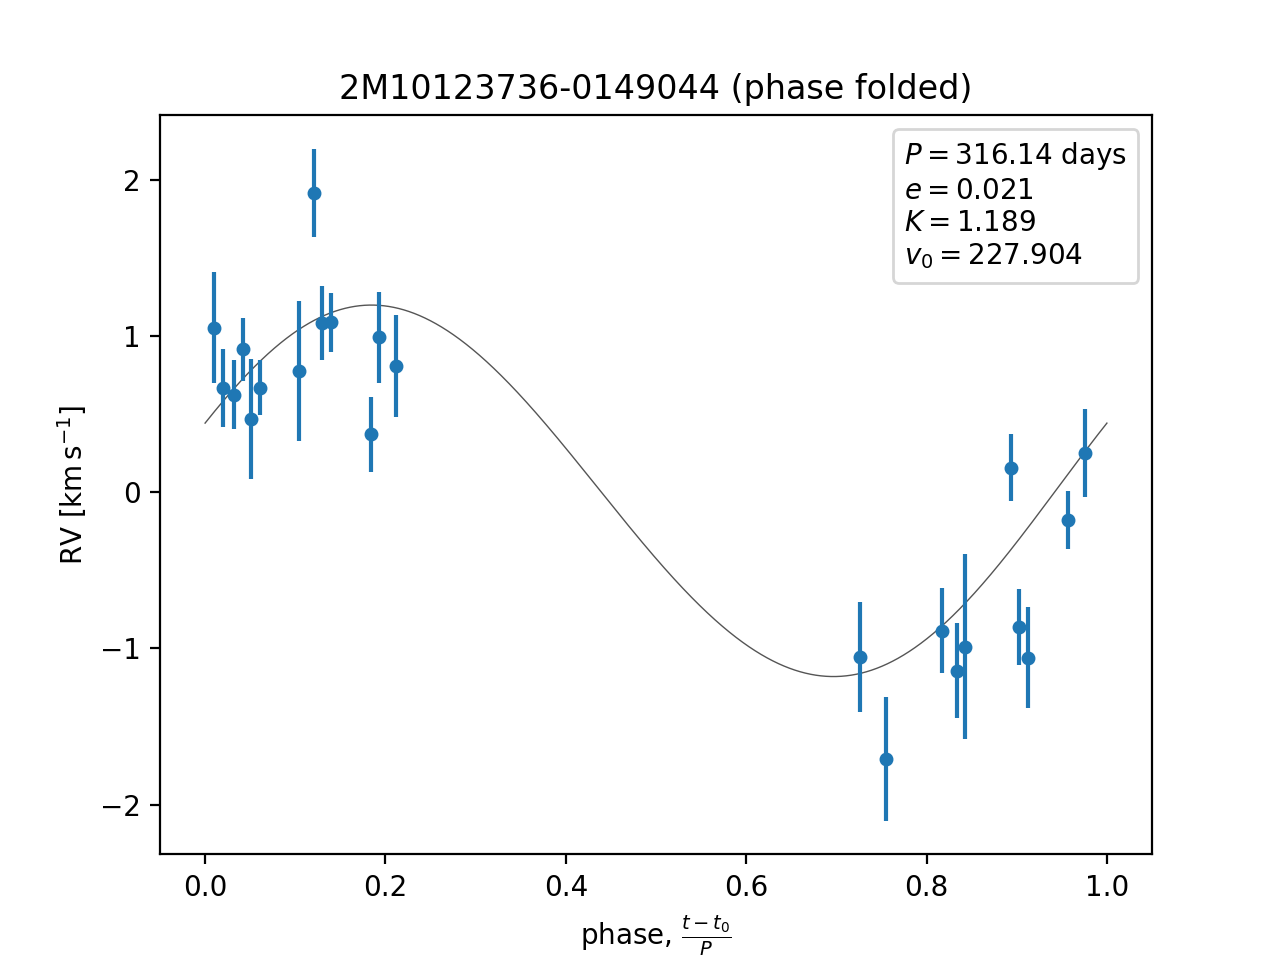 2M10123736-0149044 (phase folded)
P = 316.14 days
e = 0.021
K = 1.189
v₀ = 227.904
RV [km s⁻¹]
2
1
0
−1
−2
0.0 0.2 0.4 0.6 0.8 1.0
phase, (t − t₀)/P